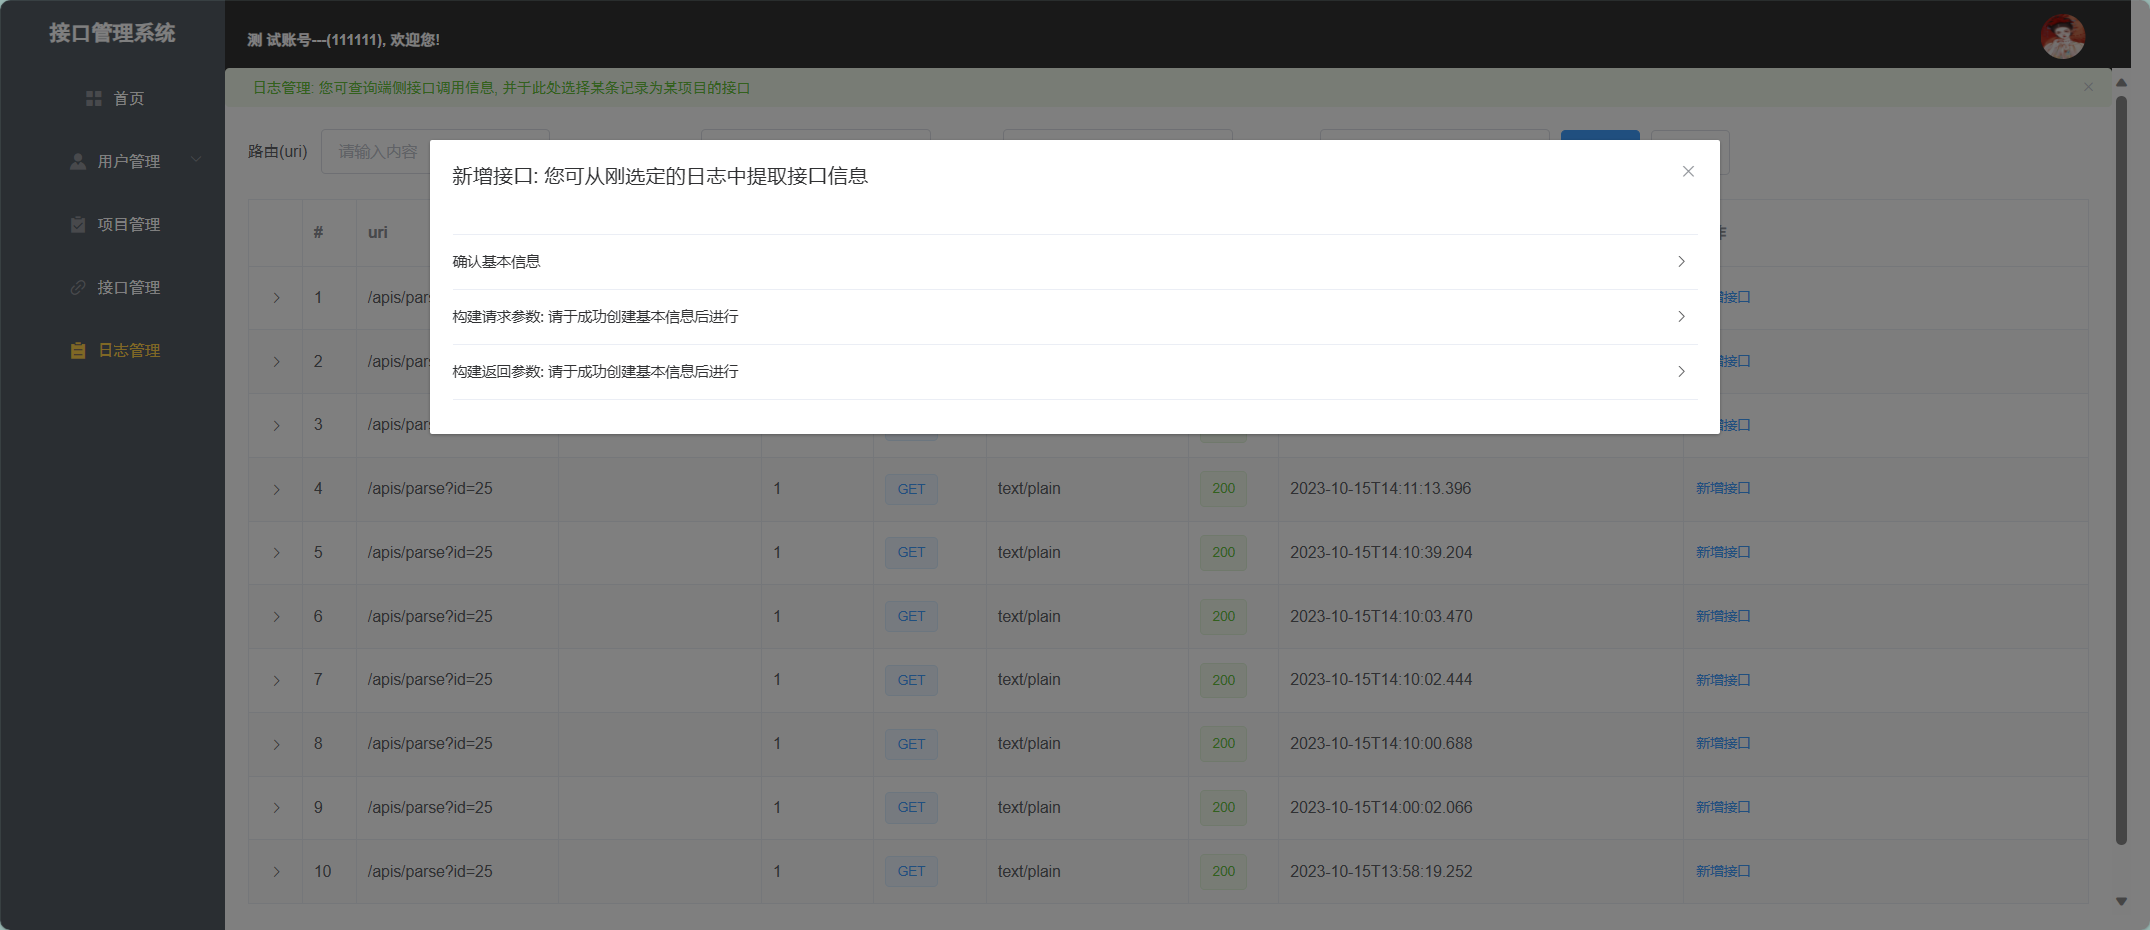 接口管理系统
首页
用户管理
项目管理
接口管理
日志管理
测 试账号---(111111), 欢迎您!
日志管理: 您可查询端侧接口调用信息, 并于此处选择某条记录为某项目的接口
路由(uri) 请输入内容
新增接口: 您可从刚选定的日志中提取接口信息
确认基本信息
构建请求参数: 请于成功创建基本信息后进行
构建返回参数: 请于成功创建基本信息后进行
# uri
1 /apis/pars 接口
2 /apis/pars 接口
3 /apis/pars 接口
4 /apis/parse?id=25 1 GET text/plain 200 2023-10-15T14:11:13.396 新增接口
5 /apis/parse?id=25 1 GET text/plain 200 2023-10-15T14:10:39.204 新增接口
6 /apis/parse?id=25 1 GET text/plain 200 2023-10-15T14:10:03.470 新增接口
7 /apis/parse?id=25 1 GET text/plain 200 2023-10-15T14:10:02.444 新增接口
8 /apis/parse?id=25 1 GET text/plain 200 2023-10-15T14:10:00.688 新增接口
9 /apis/parse?id=25 1 GET text/plain 200 2023-10-15T14:00:02.066 新增接口
10 /apis/parse?id=25 1 GET text/plain 200 2023-10-15T13:58:19.252 新增接口